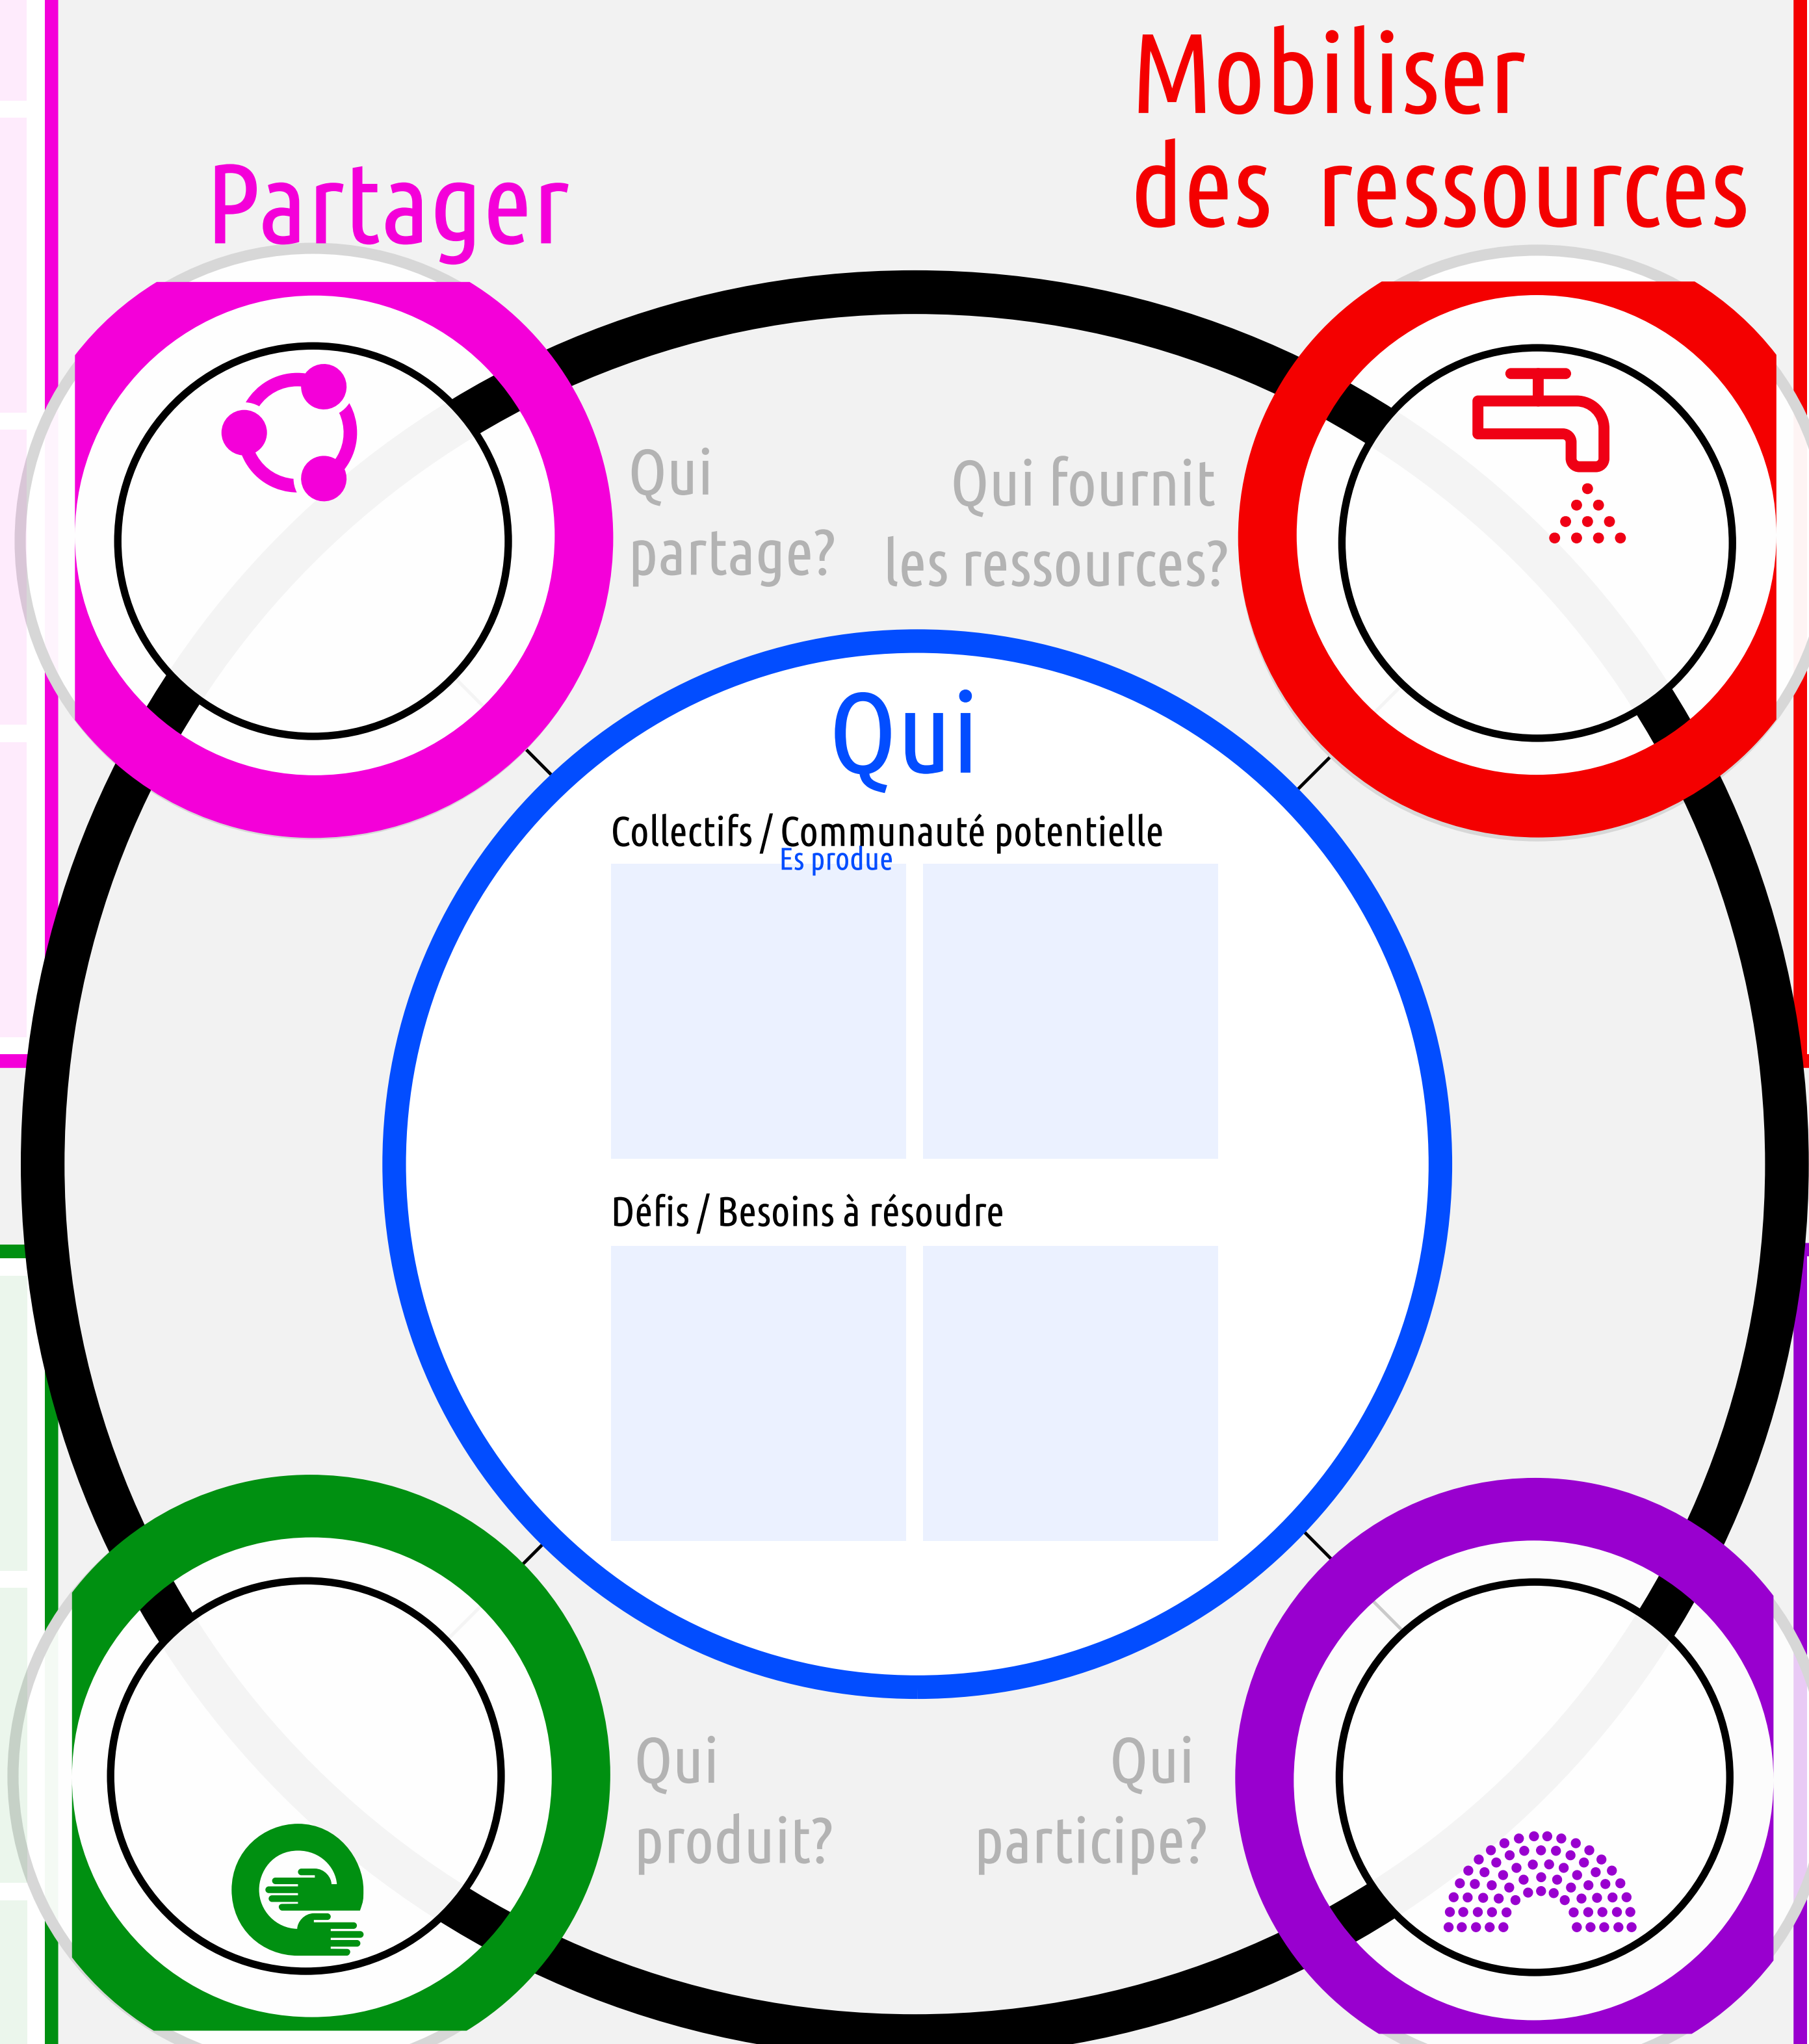 Mobiliser
des ressources
Partager
Qui
partage?
Qui fournit
les ressources?
Qui
Collectifs / Communauté potentielle
Es produe
Défis / Besoins à résoudre
Qui
produit?
Qui
participe?